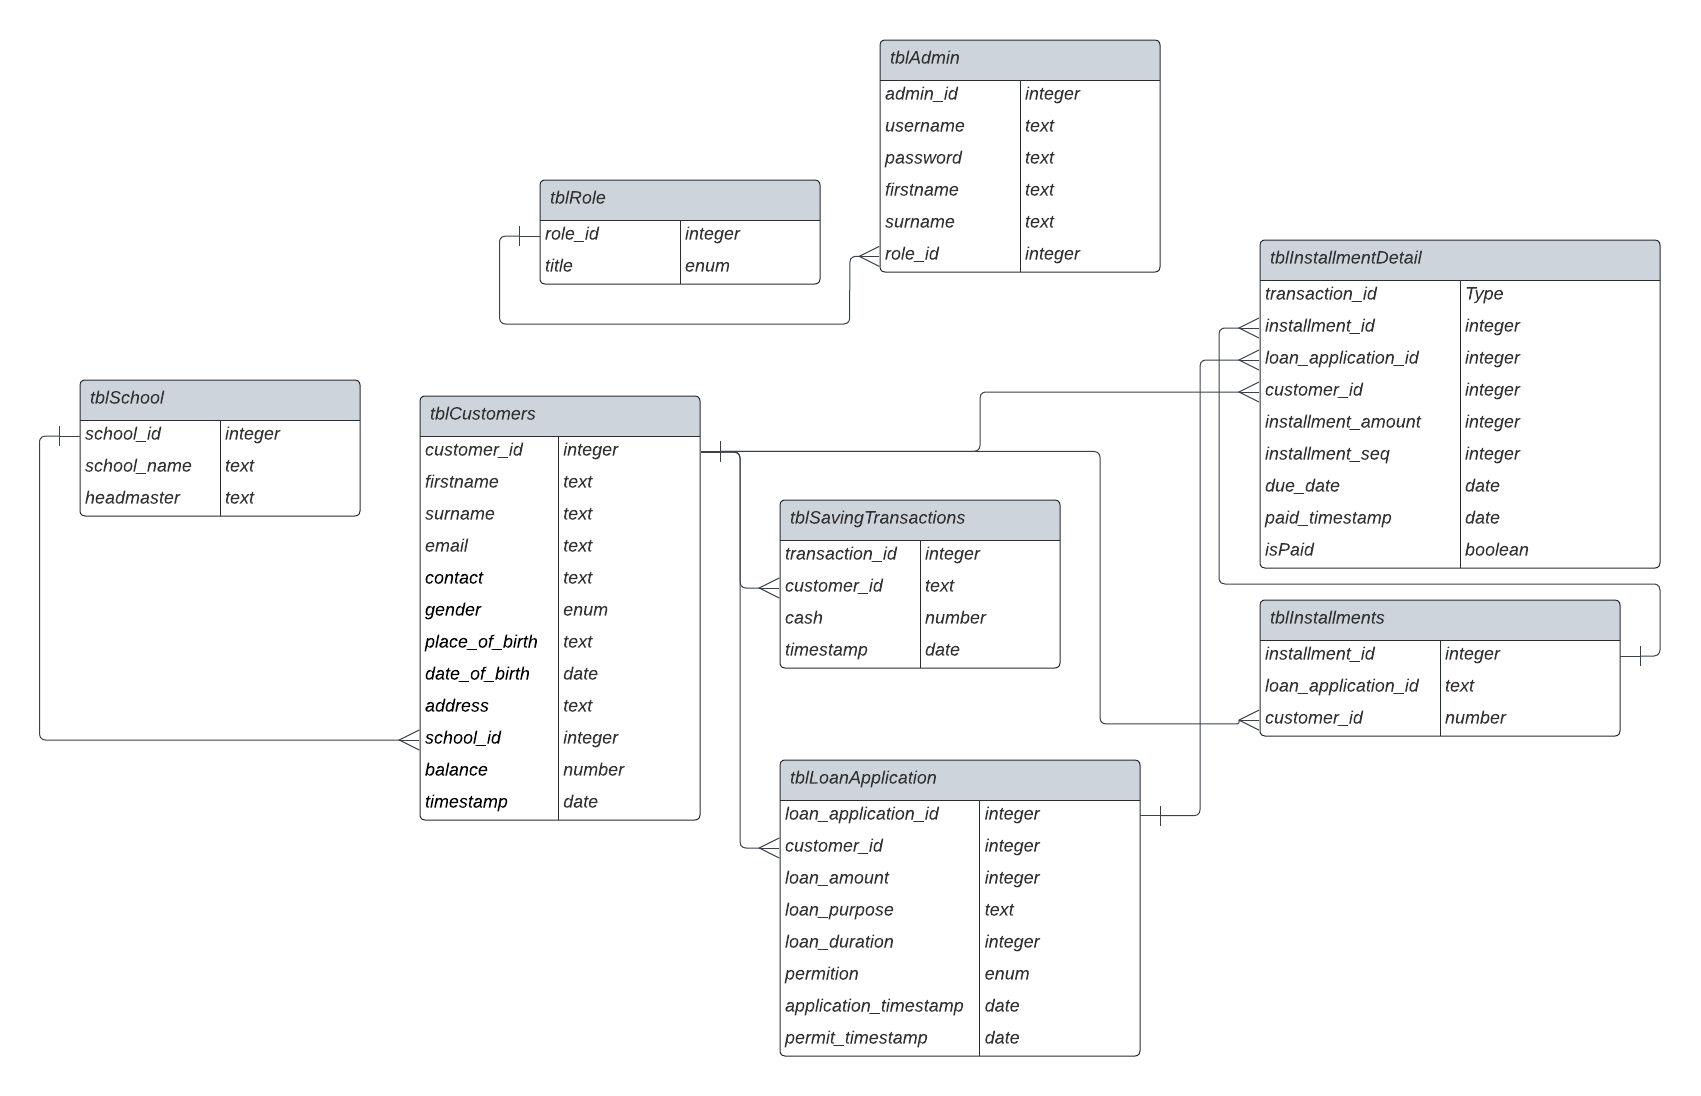 tblAdmin
admin_id integer
username text
password text
firstname text
surname text
role_id integer
tblRole
role_id integer
title enum
tblInstallmentDetail
transaction_id Type
installment_id integer
loan_application_id integer
customer_id integer
installment_amount integer
installment_seq integer
due_date date
paid_timestamp date
isPaid boolean
tblSchool
school_id integer
school_name text
headmaster text
tblCustomers
customer_id integer
firstname text
surname text
email text
contact text
gender enum
place_of_birth text
date_of_birth date
address text
school_id integer
balance number
timestamp date
tblSavingTransactions
transaction_id integer
customer_id text
cash number
timestamp date
tblInstallments
installment_id integer
loan_application_id text
customer_id number
tblLoanApplication
loan_application_id integer
customer_id integer
loan_amount integer
loan_purpose text
loan_duration integer
permition enum
application_timestamp date
permit_timestamp date